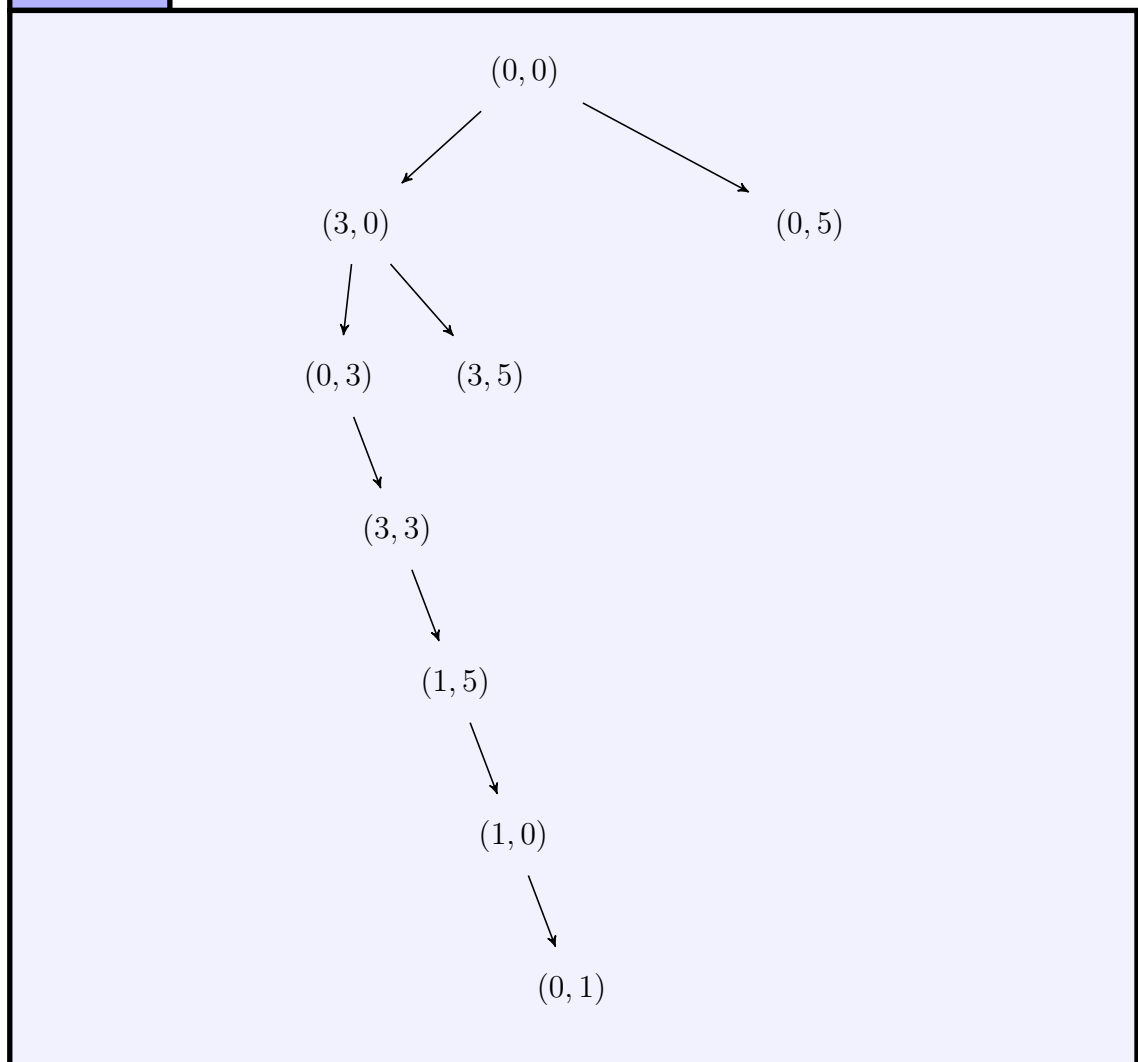 (0, 0)
(3, 0) (0, 5)
(0, 3) (3, 5)
(3, 3)
(1, 5)
(1, 0)
(0, 1)